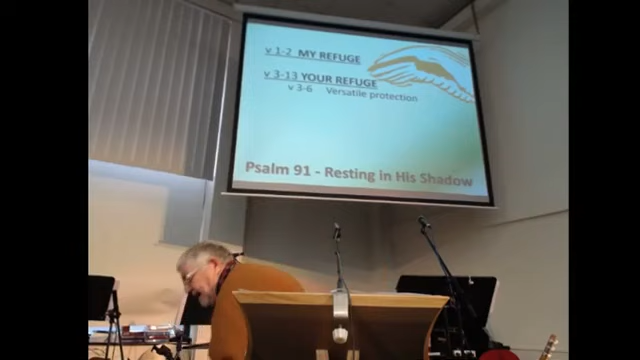 v 1-2 MY REFUGE
v 3-13 YOUR REFUGE
v 3-6 Versatile protection
Psalm 91 - Resting in His Shadow